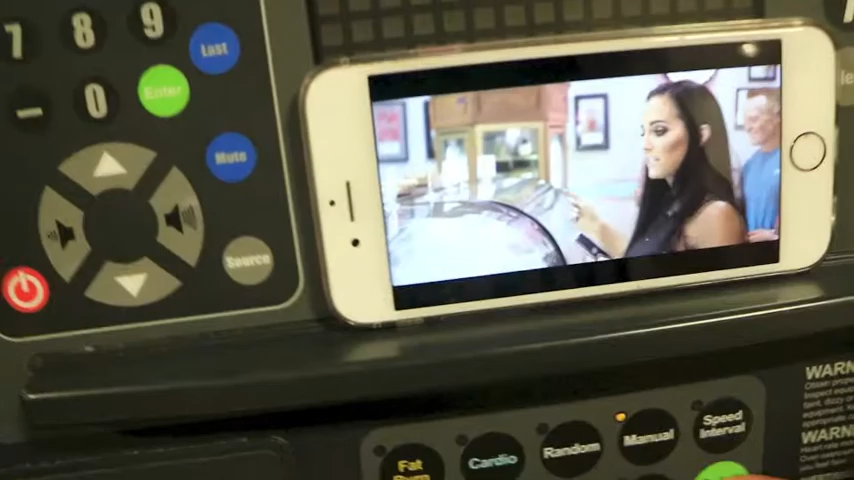 7 8 9 Last
- 0 Enter
Mute
Source
Fat
Burn
Cardio
Random
Manual
Speed
Interval
WARN
WARN